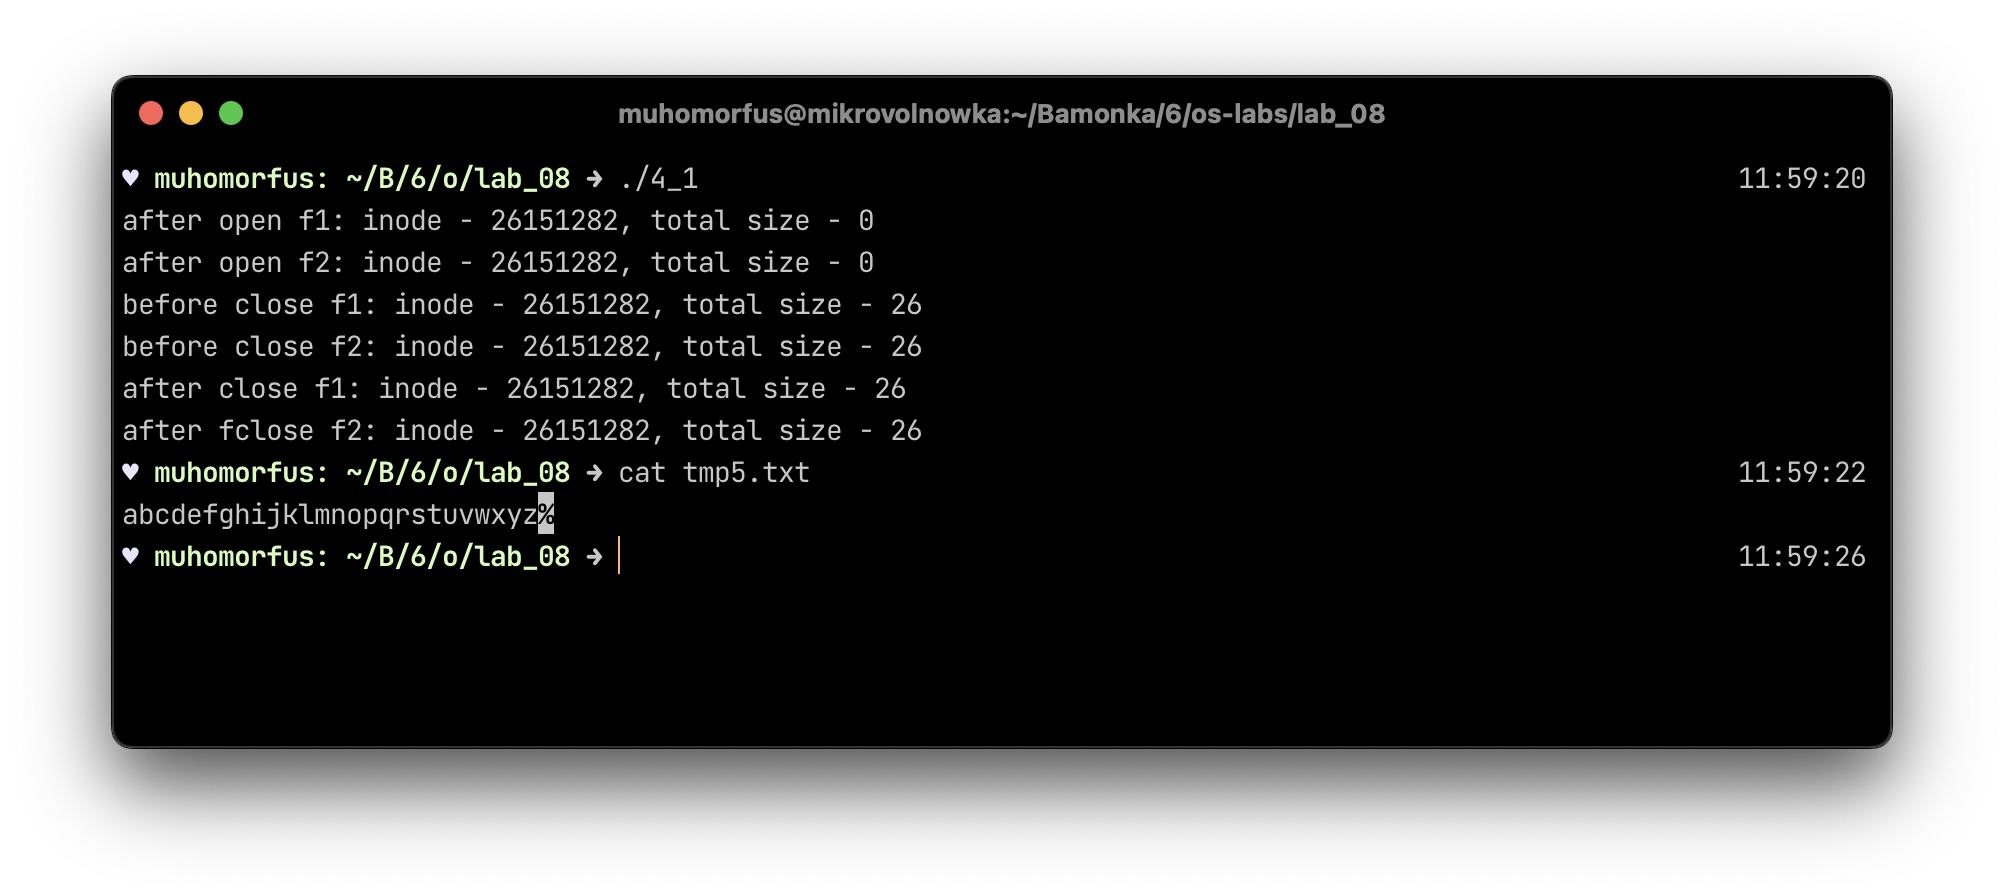 muhomorfus@mikrovolnowka:~/Bamonka/6/os-labs/lab_08
♥ muhomorfus: ~/B/6/o/lab_08 → ./4_1 11:59:20
after open f1: inode - 26151282, total size - 0
after open f2: inode - 26151282, total size - 0
before close f1: inode - 26151282, total size - 26
before close f2: inode - 26151282, total size - 26
after close f1: inode - 26151282, total size - 26
after fclose f2: inode - 26151282, total size - 26
♥ muhomorfus: ~/B/6/o/lab_08 → cat tmp5.txt 11:59:22
abcdefghijklmnopqrstuvwxyz%
♥ muhomorfus: ~/B/6/o/lab_08 → 11:59:26